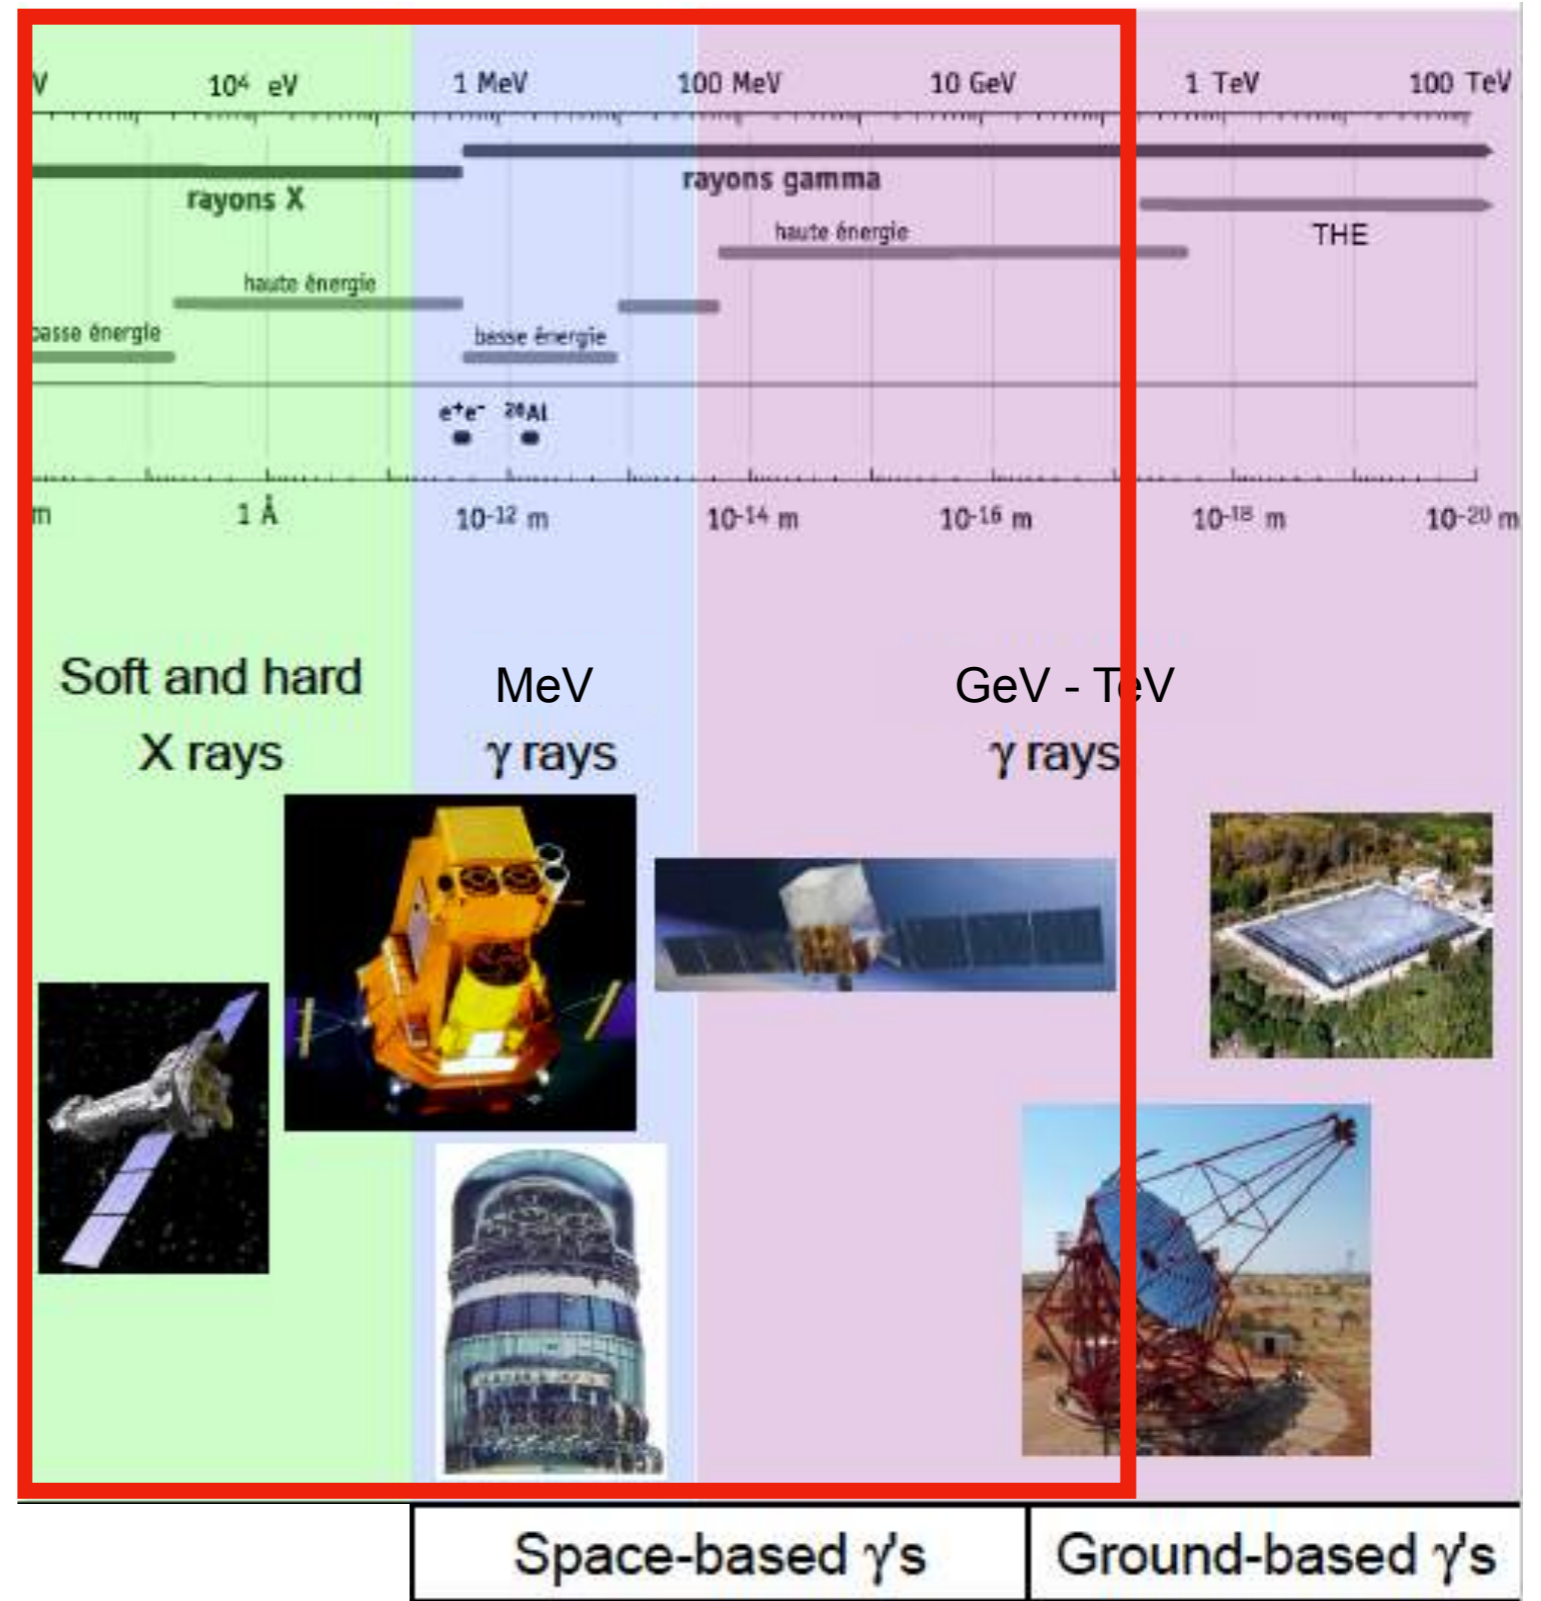 V 10⁴ eV 1 MeV 100 MeV 10 GeV 1 TeV 100 TeV
rayons X
rayons gamma
haute énergie
THE
haute énergie
basse énergie
basse énergie
e⁺e⁻ ²⁶Al
m 1 Å 10⁻¹² m 10⁻¹⁴ m 10⁻¹⁶ m 10⁻¹⁸ m 10⁻²⁰ m
Soft and hard
X rays
MeV
γ rays
GeV - TeV
γ rays
Space-based γ's
Ground-based γ's